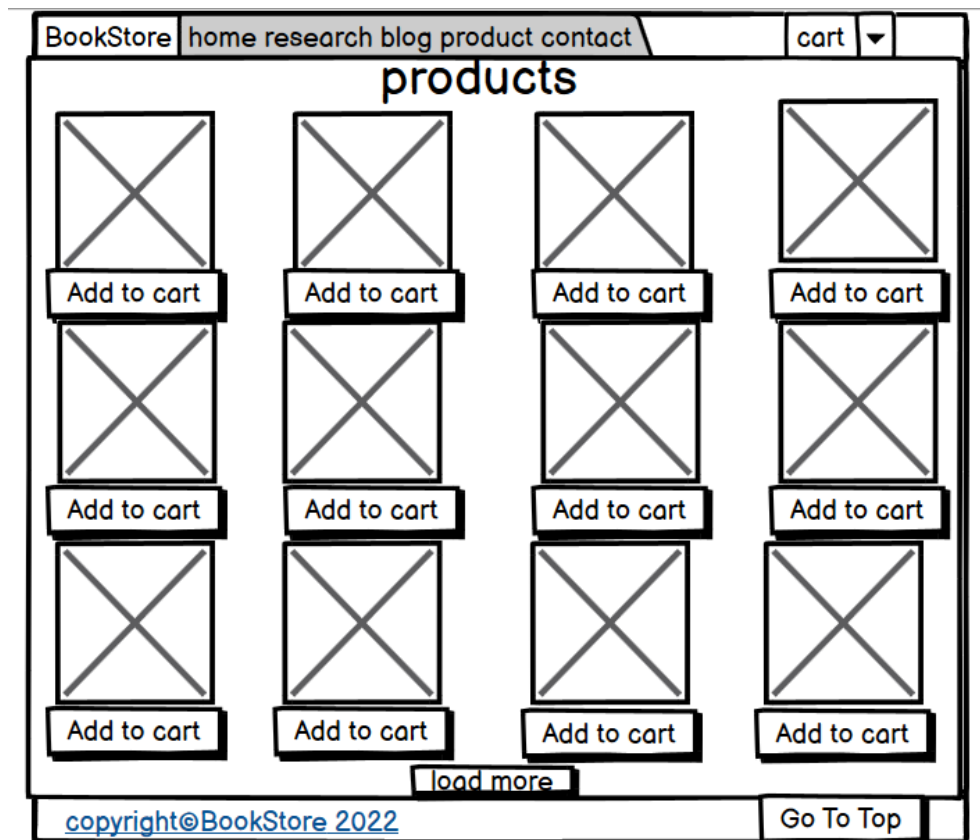 BookStore home research blog product contact cart
products
Add to cart Add to cart Add to cart Add to cart
Add to cart Add to cart Add to cart Add to cart
Add to cart Add to cart Add to cart Add to cart
load more
copyright©BookStore 2022 Go To Top